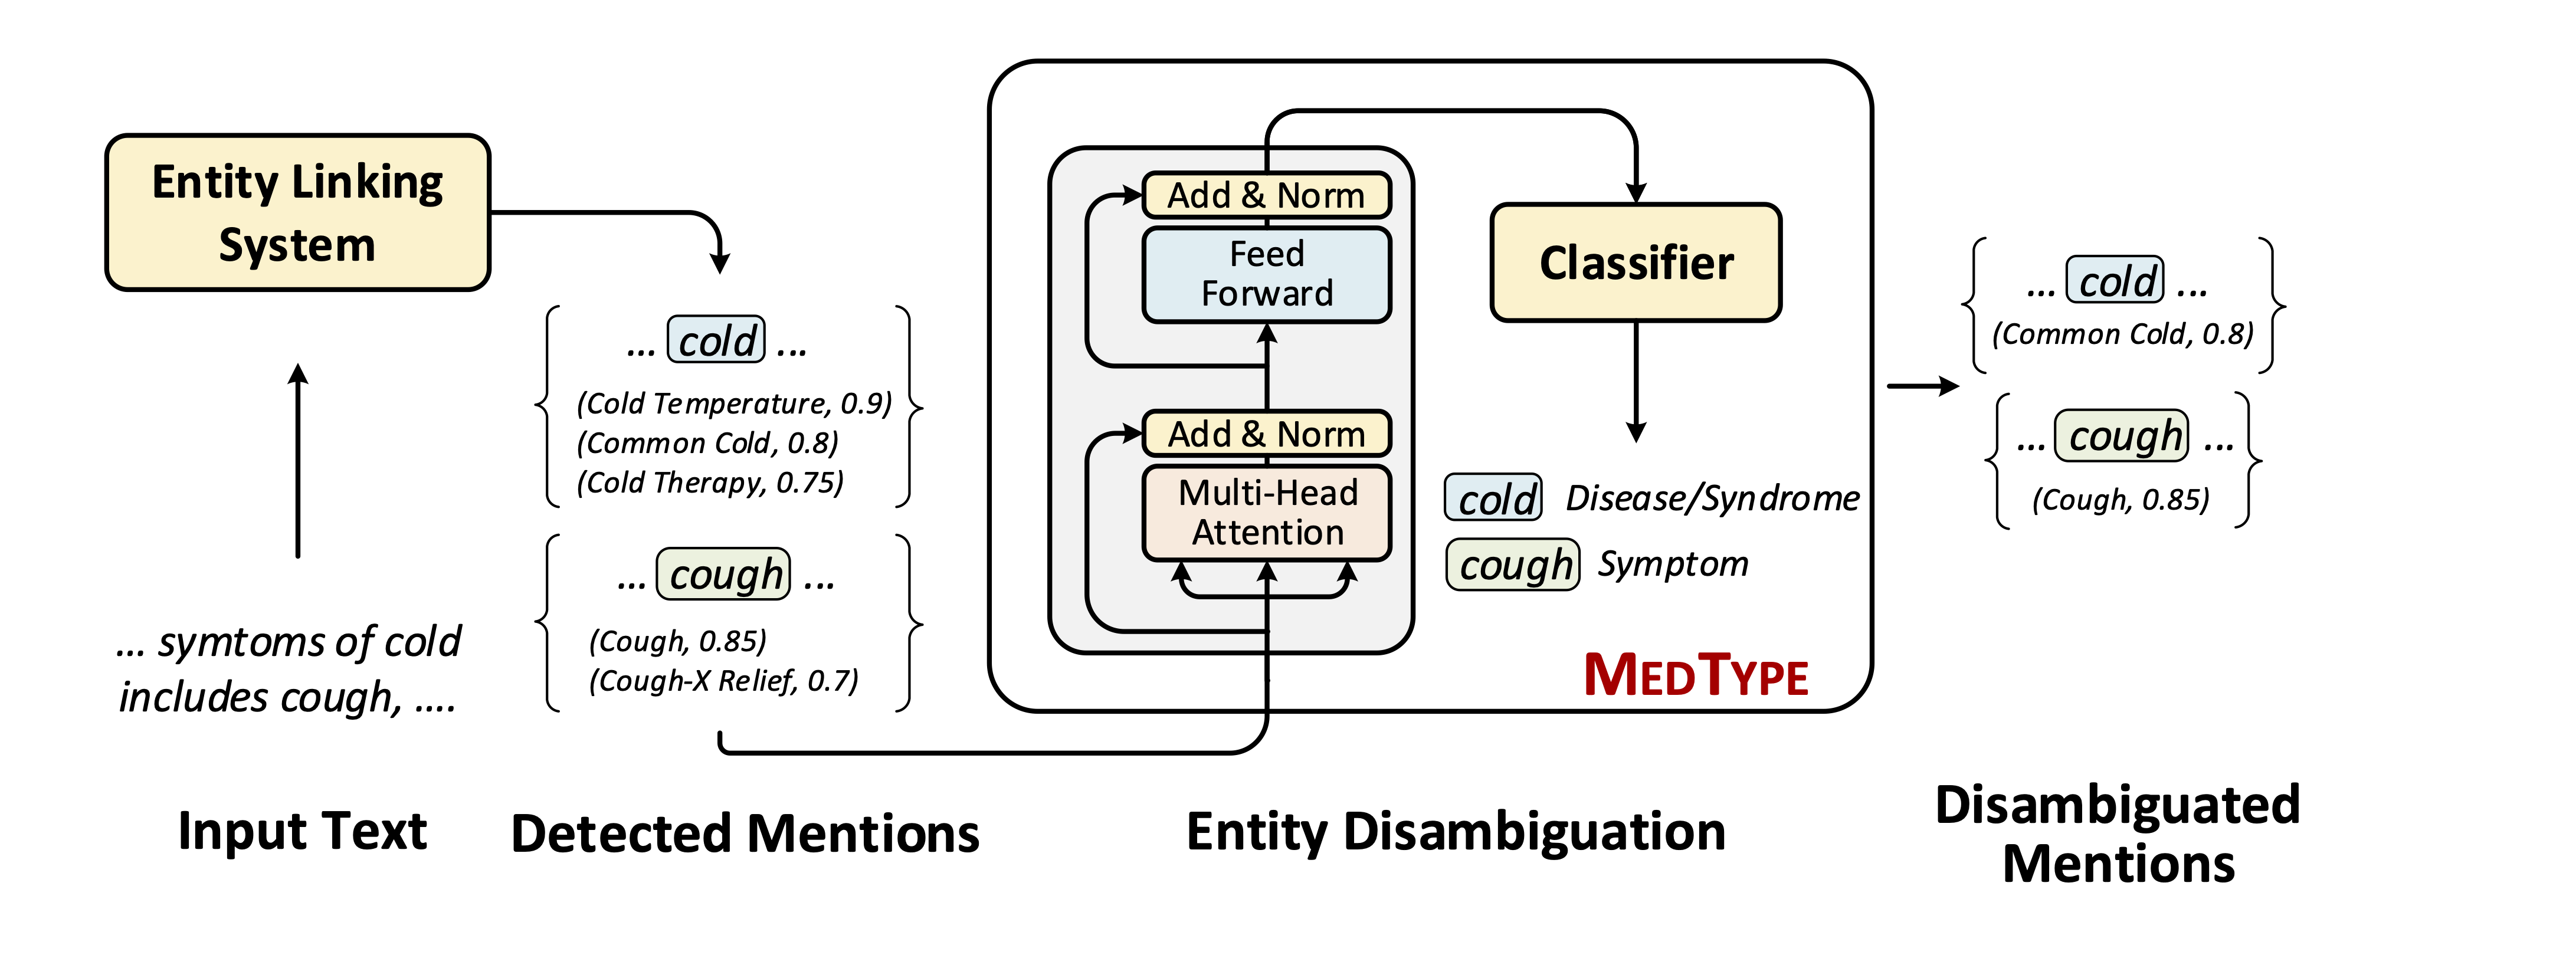 Entity Linking
System
... symtoms of cold
includes cough, ....
Input Text
... cold ...
(Cold Temperature, 0.9)
(Common Cold, 0.8)
(Cold Therapy, 0.75)
... cough ...
(Cough, 0.85)
(Cough-X Relief, 0.7)
Detected Mentions
Add & Norm
Feed
Forward
Add & Norm
Multi-Head
Attention
Classifier
cold Disease/Syndrome
cough Symptom
MEDTYPE
Entity Disambiguation
... cold ...
(Common Cold, 0.8)
... cough ...
(Cough, 0.85)
Disambiguated
Mentions